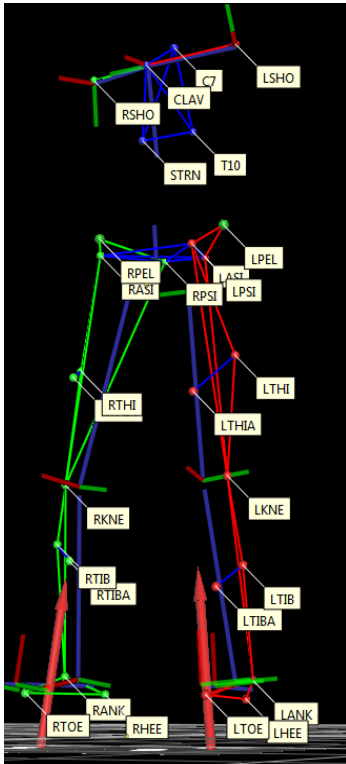 LSHO
C7
CLAV
RSHO
T10
STRN
LPEL
RPEL
LASI
RASI
RPSI
LPSI
LTHI
RTHI
LTHIA
LKNE
RKNE
RTIB
LTIB
RTIBA
LTIBA
RANK
LANK
RTOE
RHEE
LTOE
LHEE